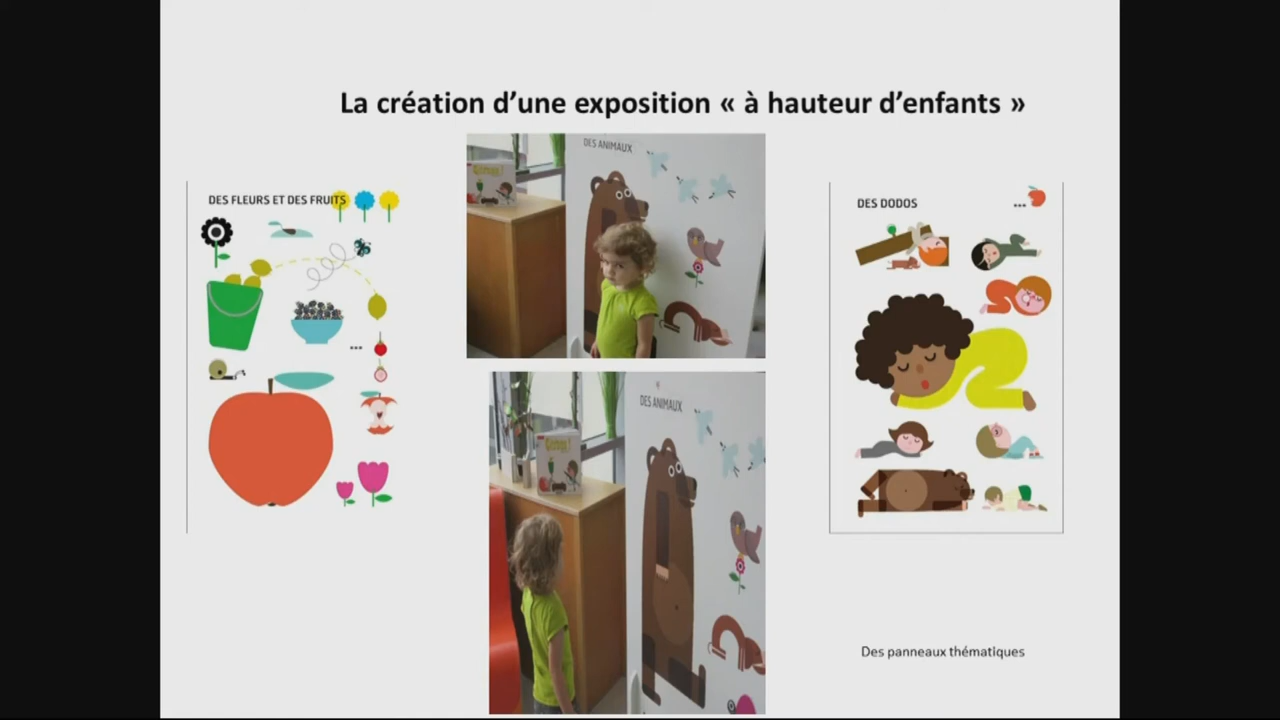 La création d’une exposition « à hauteur d’enfants »
DES ANIMAUX
DES FLEURS ET DES FRUITS
...
DES DODOS
...
DES ANIMAUX
Des panneaux thématiques